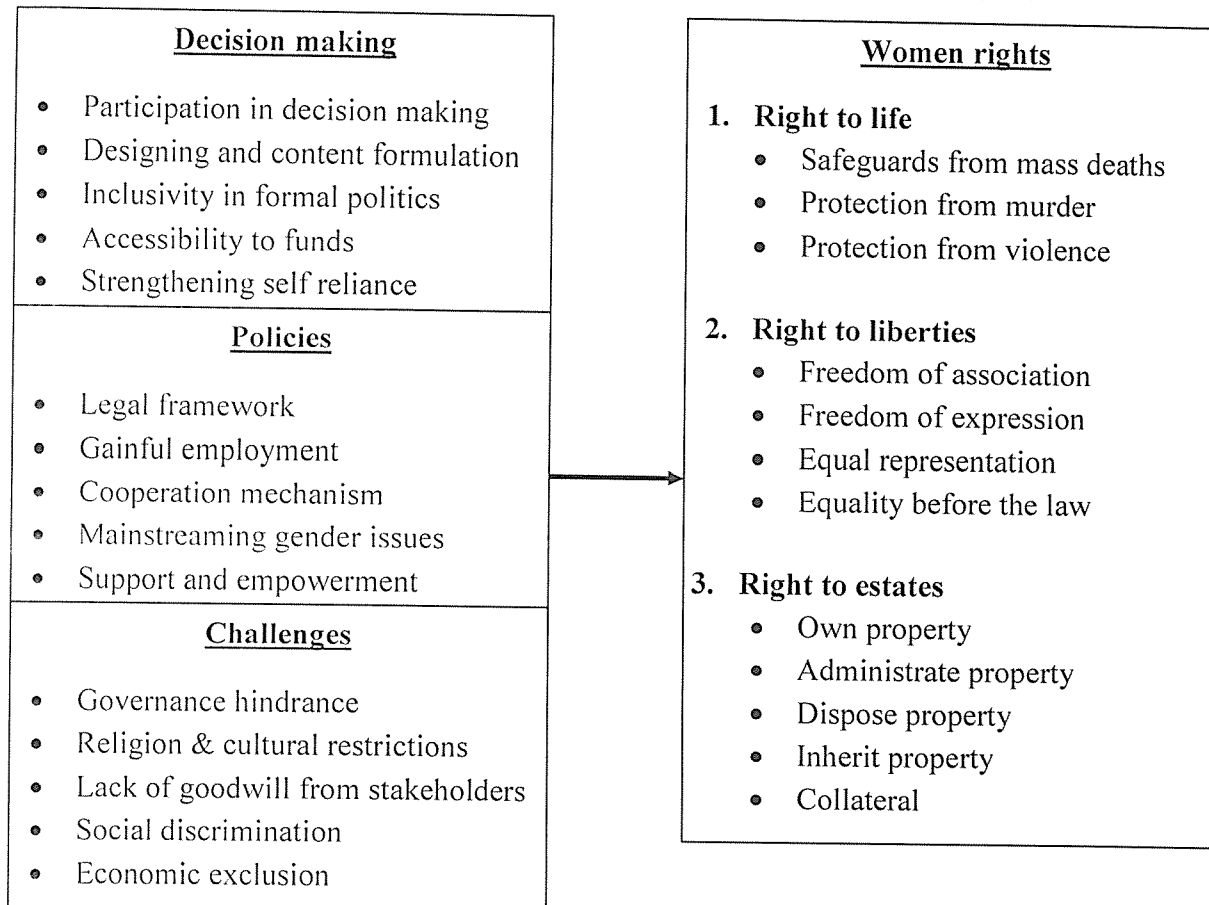 Decision making
• Participation in decision making
• Designing and content formulation
• Inclusivity in formal politics
• Accessibility to funds
• Strengthening self reliance
Policies
• Legal framework
• Gainful employment
• Cooperation mechanism
• Mainstreaming gender issues
• Support and empowerment
Challenges
• Governance hindrance
• Religion & cultural restrictions
• Lack of goodwill from stakeholders
• Social discrimination
• Economic exclusion
Women rights
1. Right to life
• Safeguards from mass deaths
• Protection from murder
• Protection from violence
2. Right to liberties
• Freedom of association
• Freedom of expression
• Equal representation
• Equality before the law
3. Right to estates
• Own property
• Administrate property
• Dispose property
• Inherit property
• Collateral